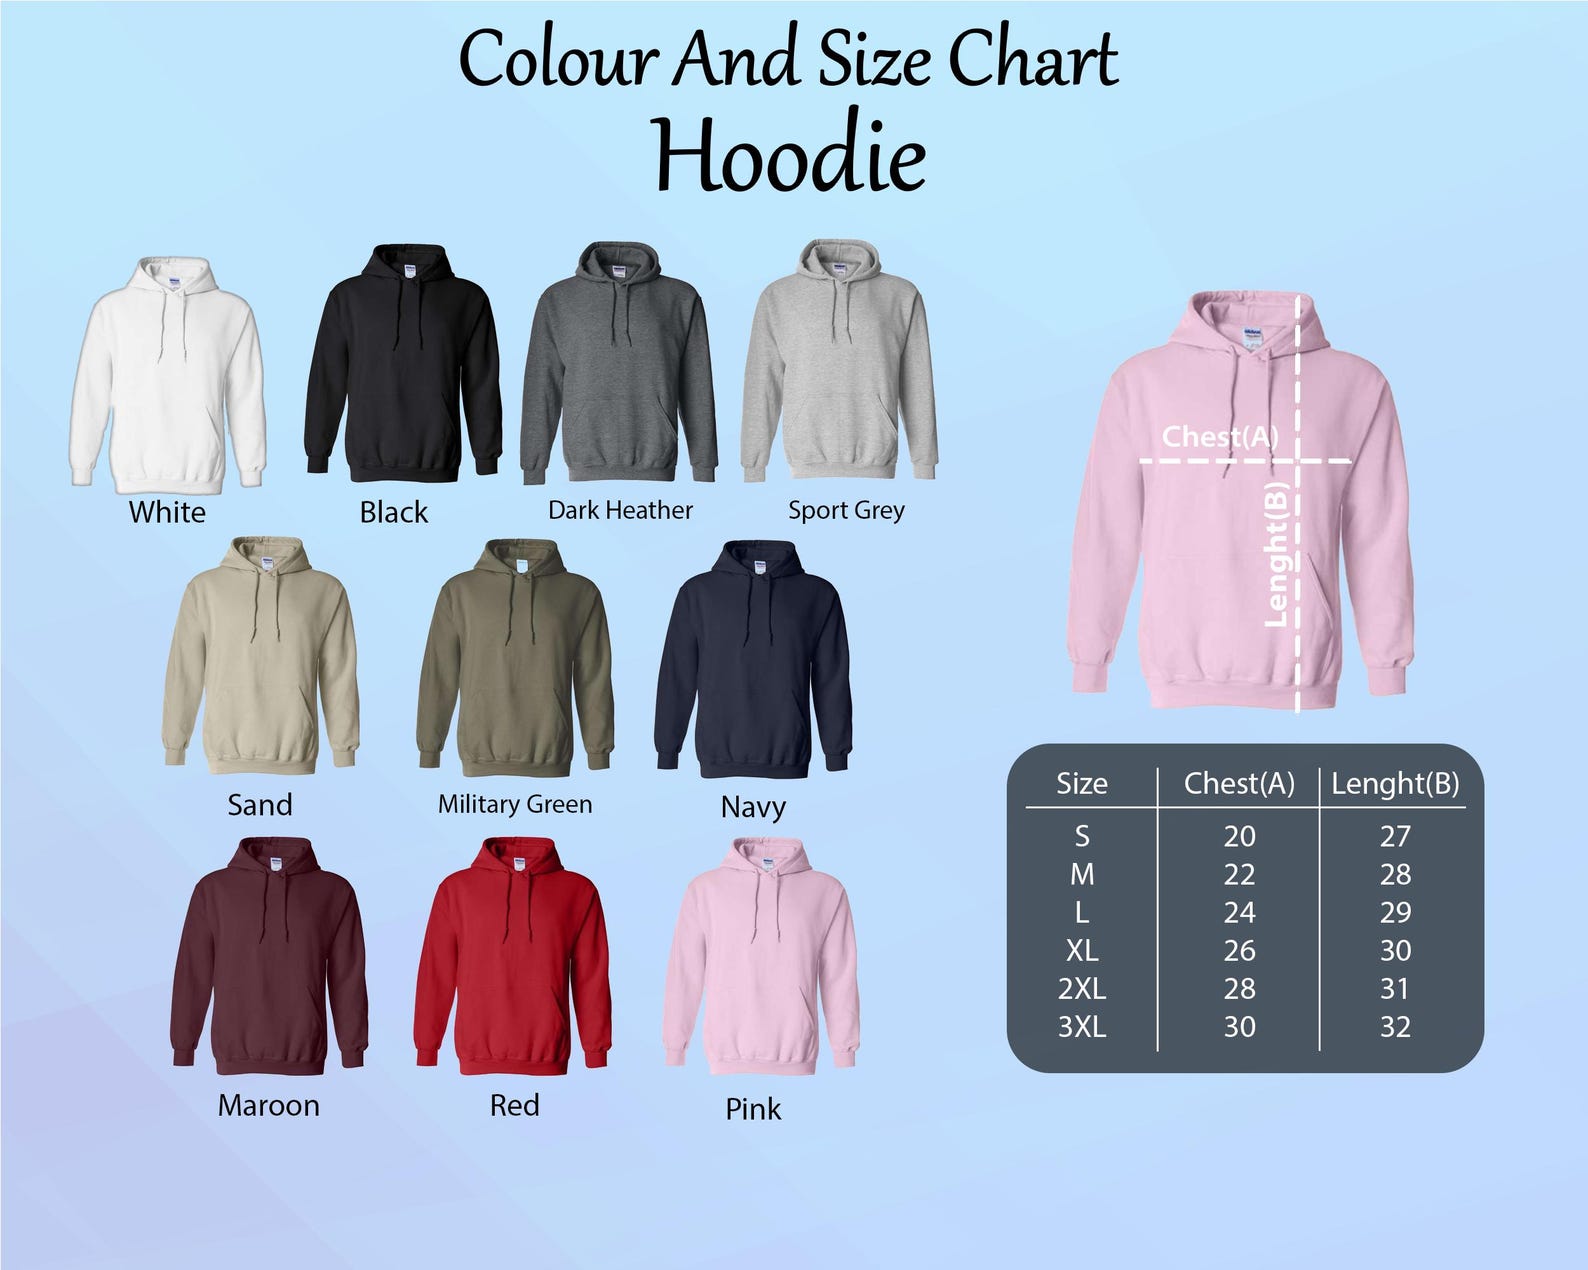 Colour And Size Chart
Hoodie
White
Black
Dark Heather
Sport Grey
Sand
Military Green
Navy
Maroon
Red
Pink
Chest(A)
Lenght(B)
Size Chest(A) Lenght(B)
S 20 27
M 22 28
L 24 29
XL 26 30
2XL 28 31
3XL 30 32